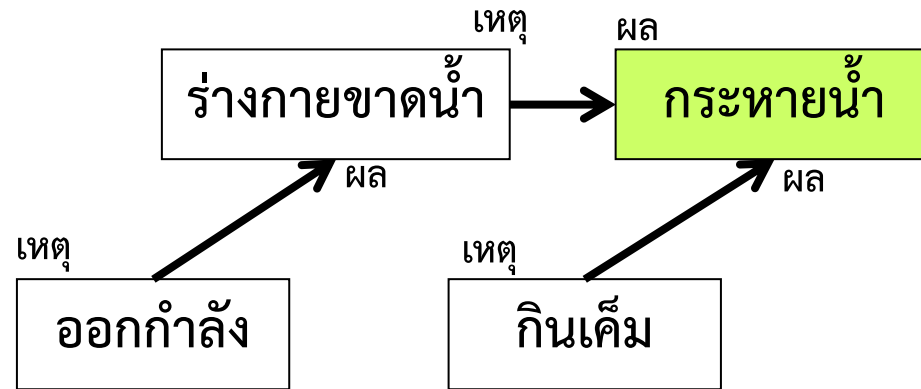 เหตุ ผล
ร่างกายขาดน้ำ กระหายน้ำ
ผล ผล
เหตุ เหตุ
ออกกำลัง กินเค็ม